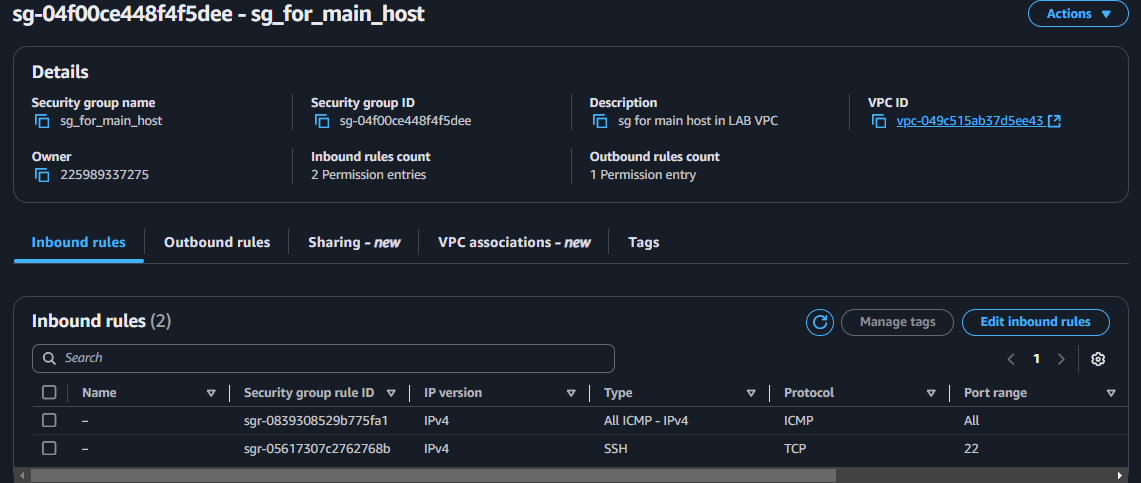 sg-04f00ce448f4f5dee - sg_for_main_host
Actions
Details
Security group name
sg_for_main_host
Security group ID
sg-04f00ce448f4f5dee
Description
sg for main host in LAB VPC
VPC ID
vpc-049c515ab37d5ee43
Owner
225989337275
Inbound rules count
2 Permission entries
Outbound rules count
1 Permission entry
Inbound rules Outbound rules Sharing - new VPC associations - new Tags
Inbound rules (2)
Manage tags
Edit inbound rules
Search
1
Name Security group rule ID IP version Type Protocol Port range
– sgr-0839308529b775fa1 IPv4 All ICMP - IPv4 ICMP All
– sgr-05617307c2762768b IPv4 SSH TCP 22